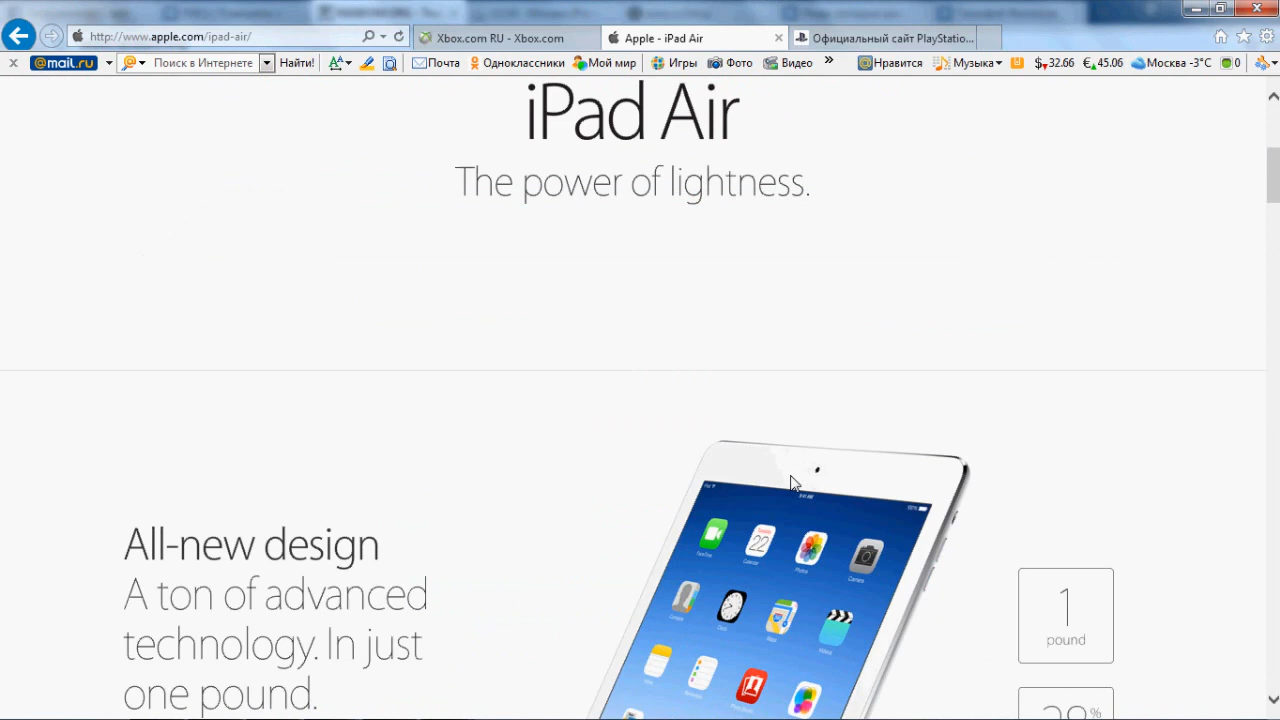 http://www.apple.com/ipad-air/
Xbox.com RU - Xbox.com
Apple - iPad Air
Официальный сайт PlayStatio...
@mail.ru
Поиск в Интернете
Найти!
Почта
Одноклассники
Мой мир
Игры
Фото
Видео
»
Нравится
Музыка
$▾32.66
€▴45.06
Москва -3°C
0
iPad Air
The power of lightness.
All-new design
A ton of advanced
technology. In just
one pound.
22
1
pound